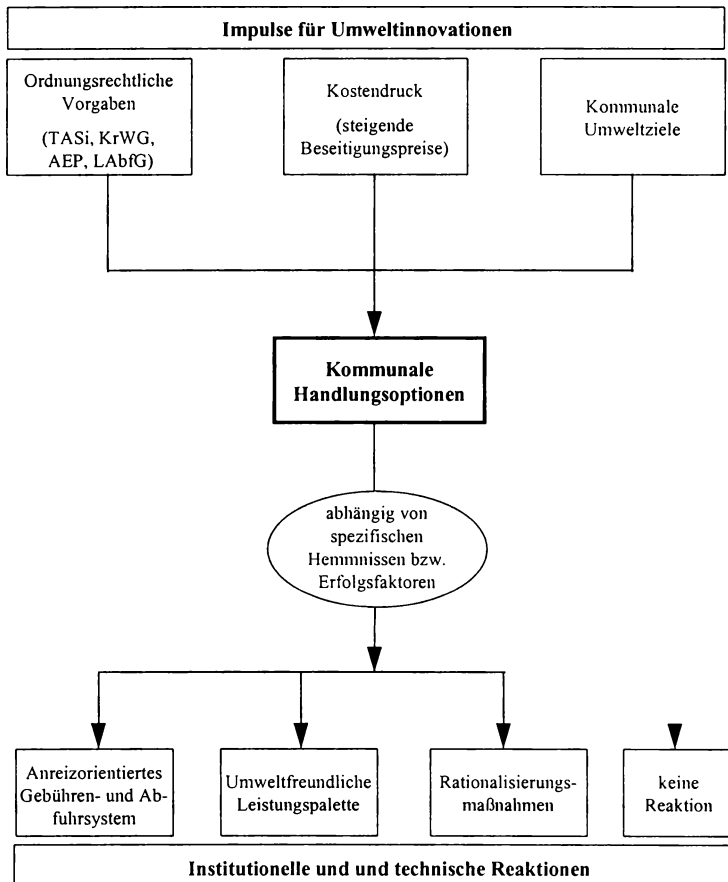 Impulse für Umweltinnovationen
Ordnungsrechtliche
Vorgaben
(TASi, KrWG,
AEP, LAbfG)
Kostendruck
(steigende
Beseitigungspreise)
Kommunale
Umweltziele
Kommunale
Handlungsoptionen
abhängig von
spezifischen
Hemmnissen bzw.
Erfolgsfaktoren
Anreizorientiertes
Gebühren- und Ab-
fuhrsystem
Umweltfreundliche
Leistungspalette
Rationalisierungs-
maßnahmen
keine
Reaktion
Institutionelle und und technische Reaktionen